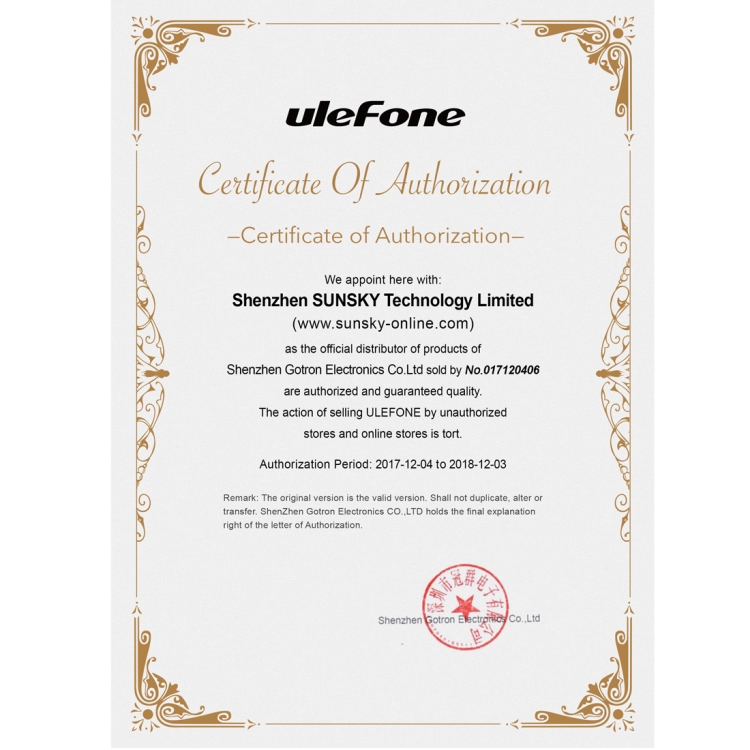 uleFone
Certificate Of Authorization
–Certificate of Authorization–
We appoint here with:
Shenzhen SUNSKY Technology Limited
(www.sunsky-online.com)
as the official distributor of products of
Shenzhen Gotron Electronics Co.Ltd sold by No.017120406
are authorized and guaranteed quality.
The action of selling ULEFONE by unauthorized
stores and online stores is tort.
Authorization Period: 2017-12-04 to 2018-12-03
Remark: The original version is the valid version. Shall not duplicate, alter or
transfer. ShenZhen Gotron Electronics CO.,LTD holds the final explanation
right of the letter of Authorization.
深圳市冠群电子有限公司
Shenzhen Gotron Electronics Co.,Ltd